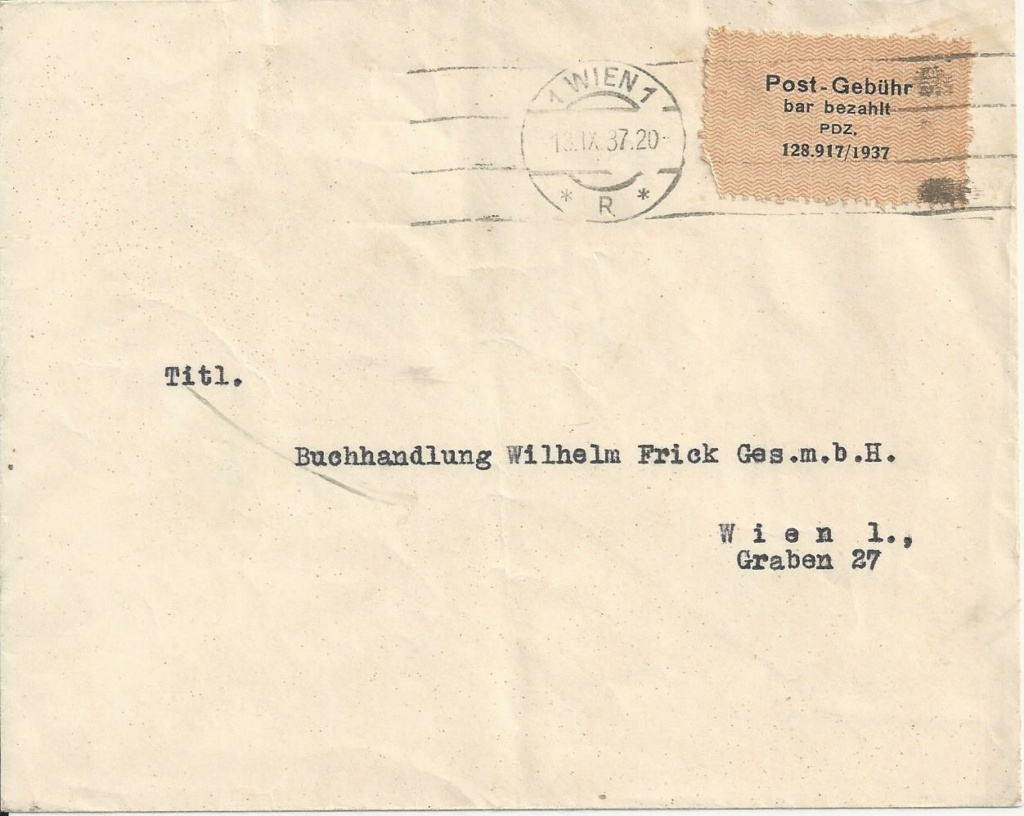 1 WIEN 1
13.IX.37.20
* R *
Post-Gebühr
bar bezahlt
PDZ.
128.917/1937
Titl.
Buchhandlung Wilhelm Frick Ges.m.b.H.
W i e n l.,
Graben 27